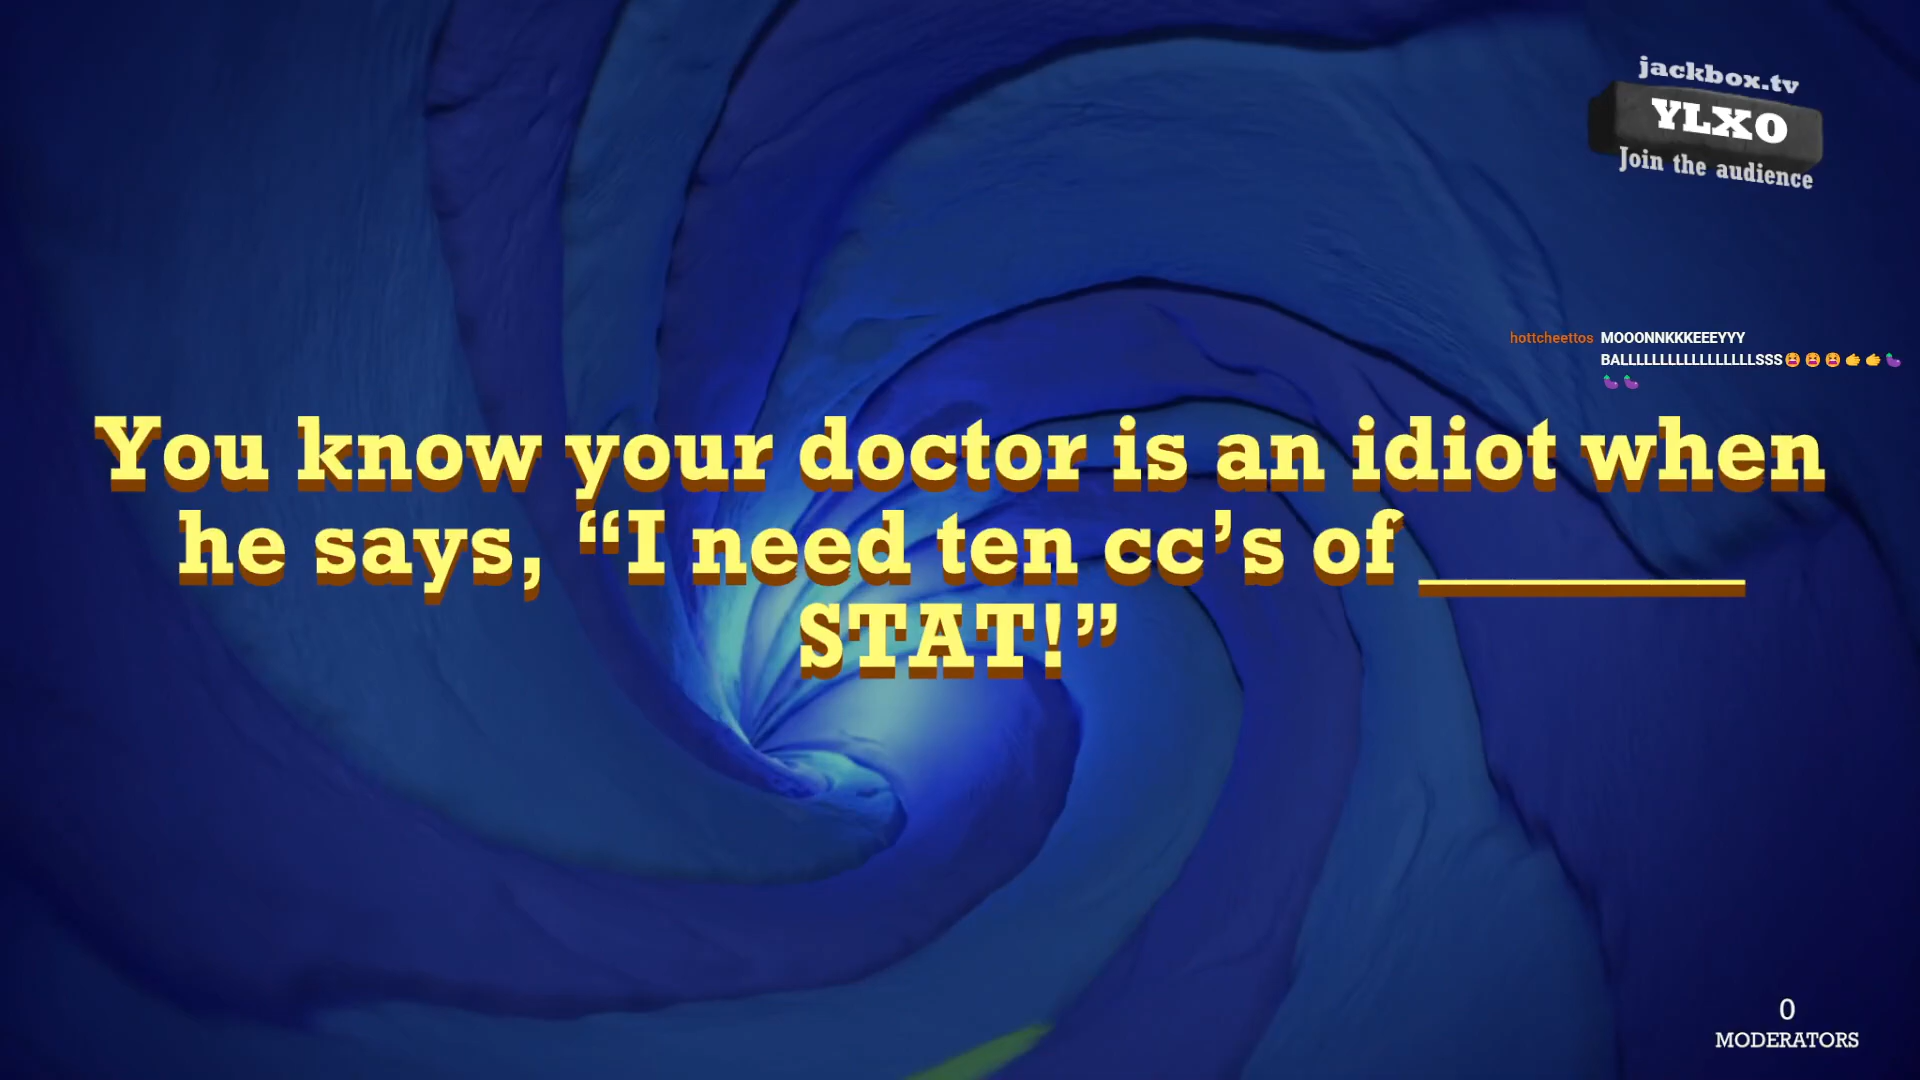 jackbox.tv
YLXO
Join the audience
hottcheettos MOOONNKKKEEEYYY
BALLLLLLLLLLLLLLLLLSSS😫😫😫🫱🫱🍆
🍆🍆
You know your doctor is an idiot when
he says, “I need ten cc’s of ______
STAT!”
0
MODERATORS